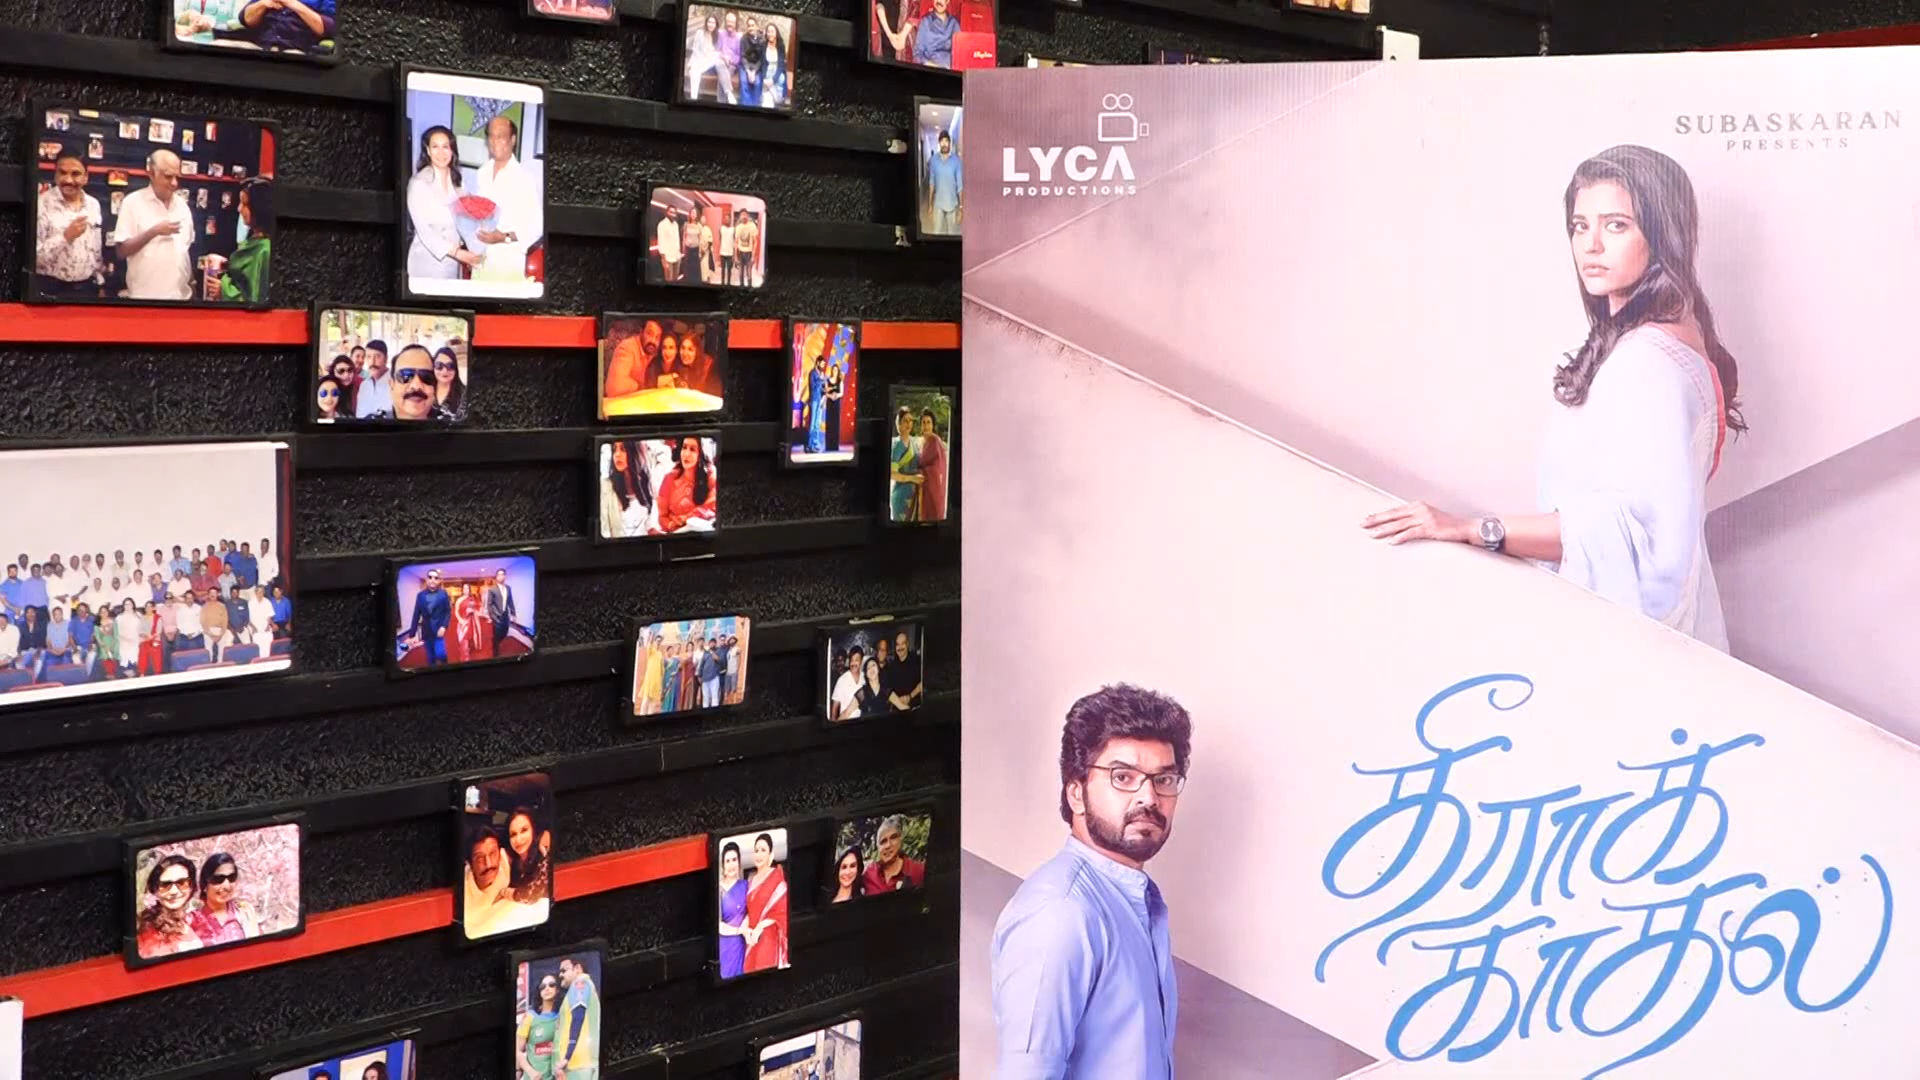 LYCA
PRODUCTIONS
SUBASKARAN
PRESENTS
தீராக்
காதல்